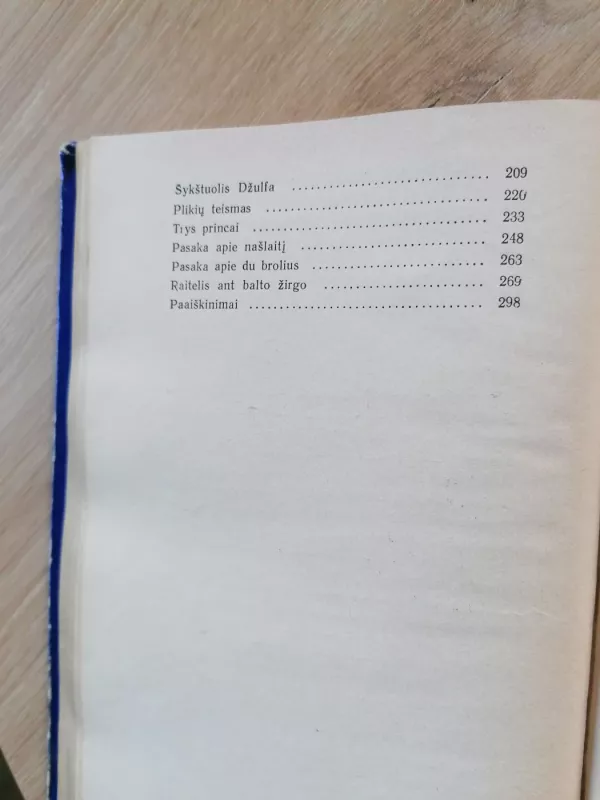 Šykštuolis Džulfa ................................ 209
Plikių teismas .................................... 220
Trys princai ...................................... 233
Pasaka apie našlaitį ............................ 248
Pasaka apie du brolius .......................... 263
Raitelis ant balto žirgo ........................ 269
Paaiškinimai .................................... 298